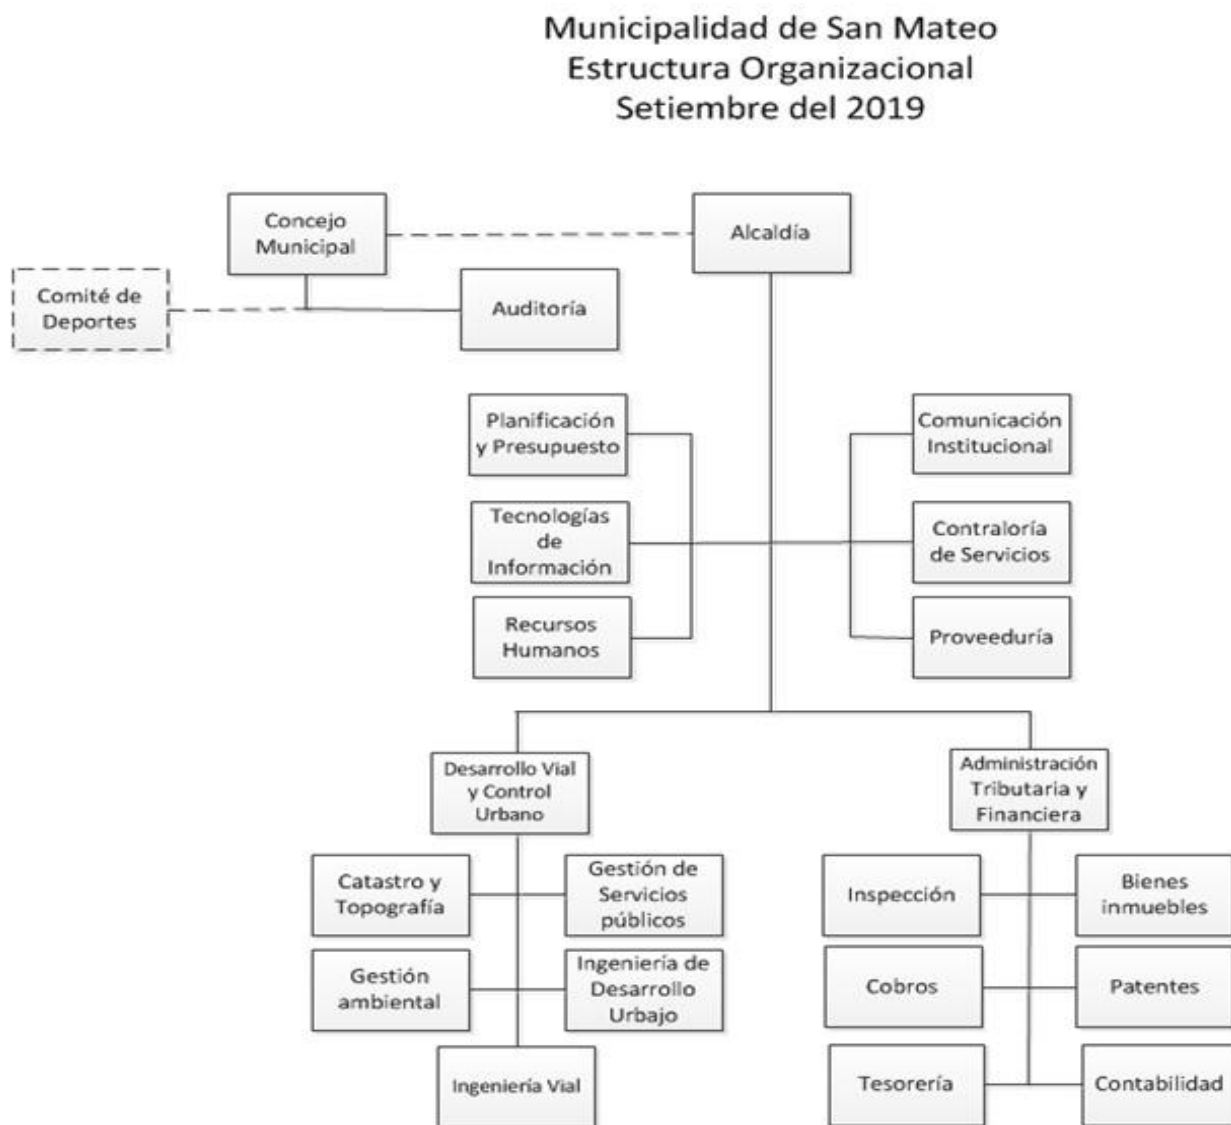 Municipalidad de San Mateo
Estructura Organizacional
Setiembre del 2019
Concejo
Municipal
Alcaldía
Comité de
Deportes
Auditoría
Planificación
y Presupuesto
Comunicación
Institucional
Tecnologías
de
Información
Contraloría
de Servicios
Recursos
Humanos
Proveeduría
Desarrollo Vial
y Control
Urbano
Administración
Tributaria y
Financiera
Catastro y
Topografía
Gestión de
Servicios
públicos
Inspección
Bienes
inmuebles
Gestión
ambiental
Ingeniería de
Desarrollo
Urbajo
Cobros
Patentes
Ingeniería Vial
Tesorería
Contabilidad